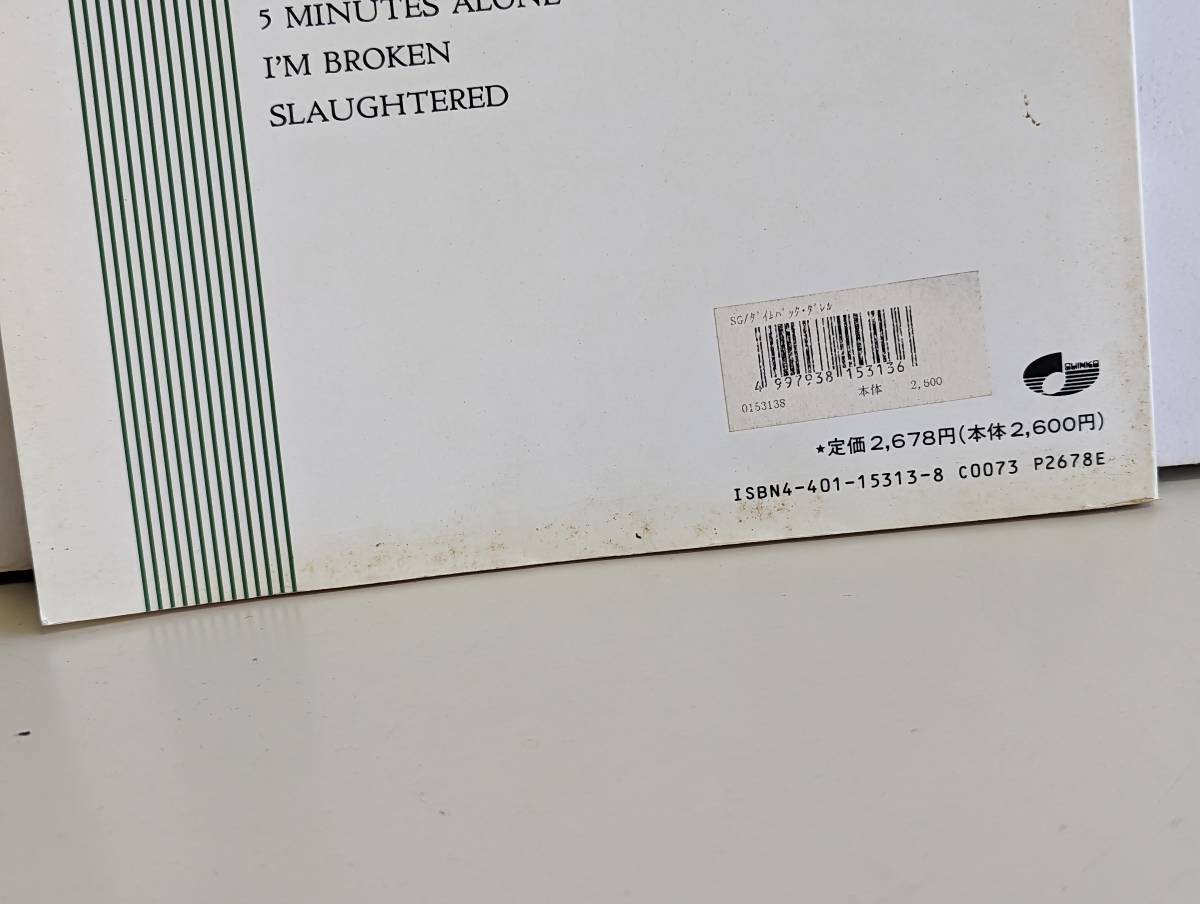 5 MINUTES ALONE
I'M BROKEN
SLAUGHTERED
SG/ダイムバック・ダレル
4 997938 153136
0153138 本体 2,600
SHINKO
★定価2,678円(本体2,600円)
ISBN4-401-15313-8 C0073 P2678E